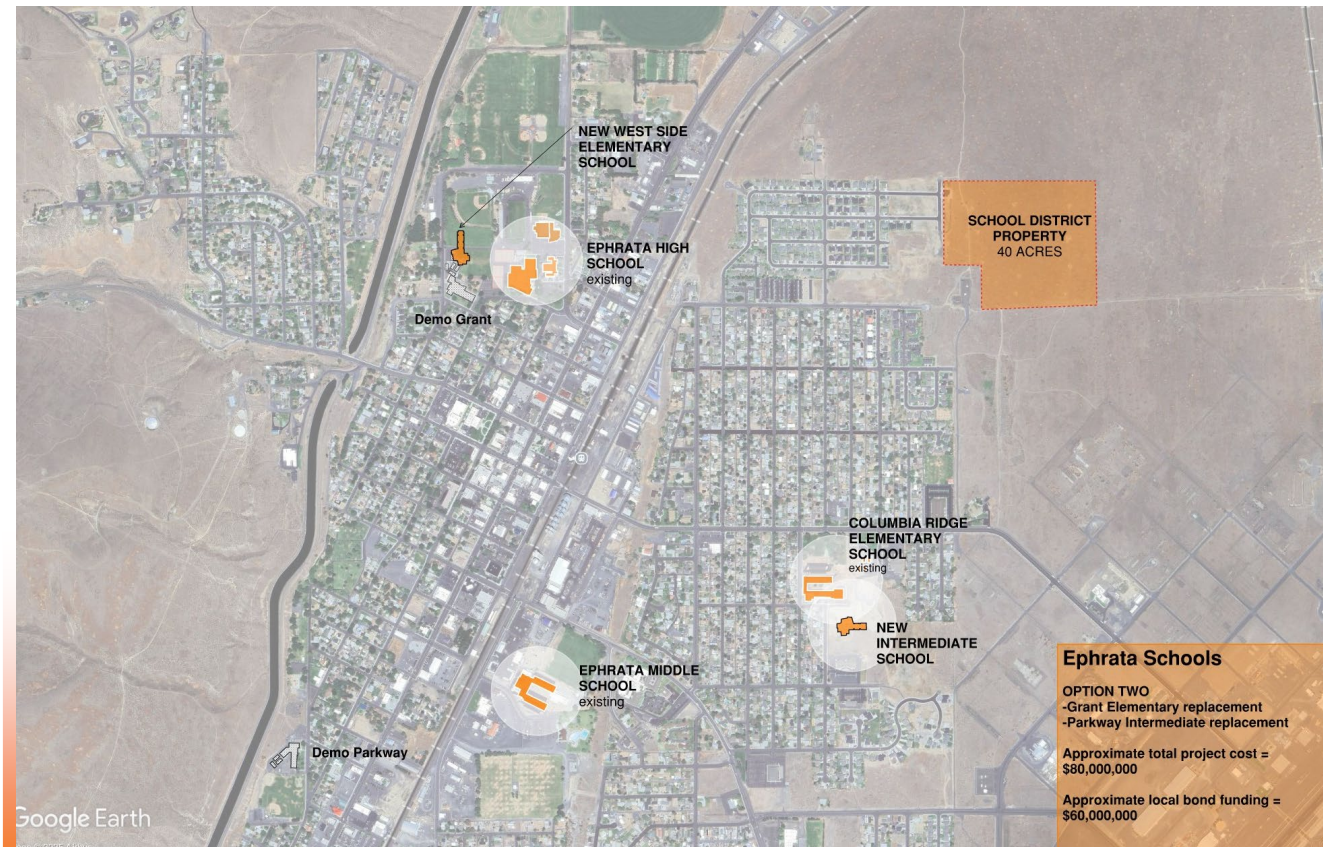 NEW WEST SIDE
ELEMENTARY
SCHOOL
SCHOOL DISTRICT
PROPERTY
40 ACRES
EPHRATA HIGH
SCHOOL
existing
Demo Grant
COLUMBIA RIDGE
ELEMENTARY
SCHOOL
existing
NEW
INTERMEDIATE
SCHOOL
EPHRATA MIDDLE
SCHOOL
existing
Demo Parkway
Ephrata Schools
OPTION TWO
-Grant Elementary replacement
-Parkway Intermediate replacement
Approximate total project cost =
$80,000,000
Approximate local bond funding =
$60,000,000
Google Earth